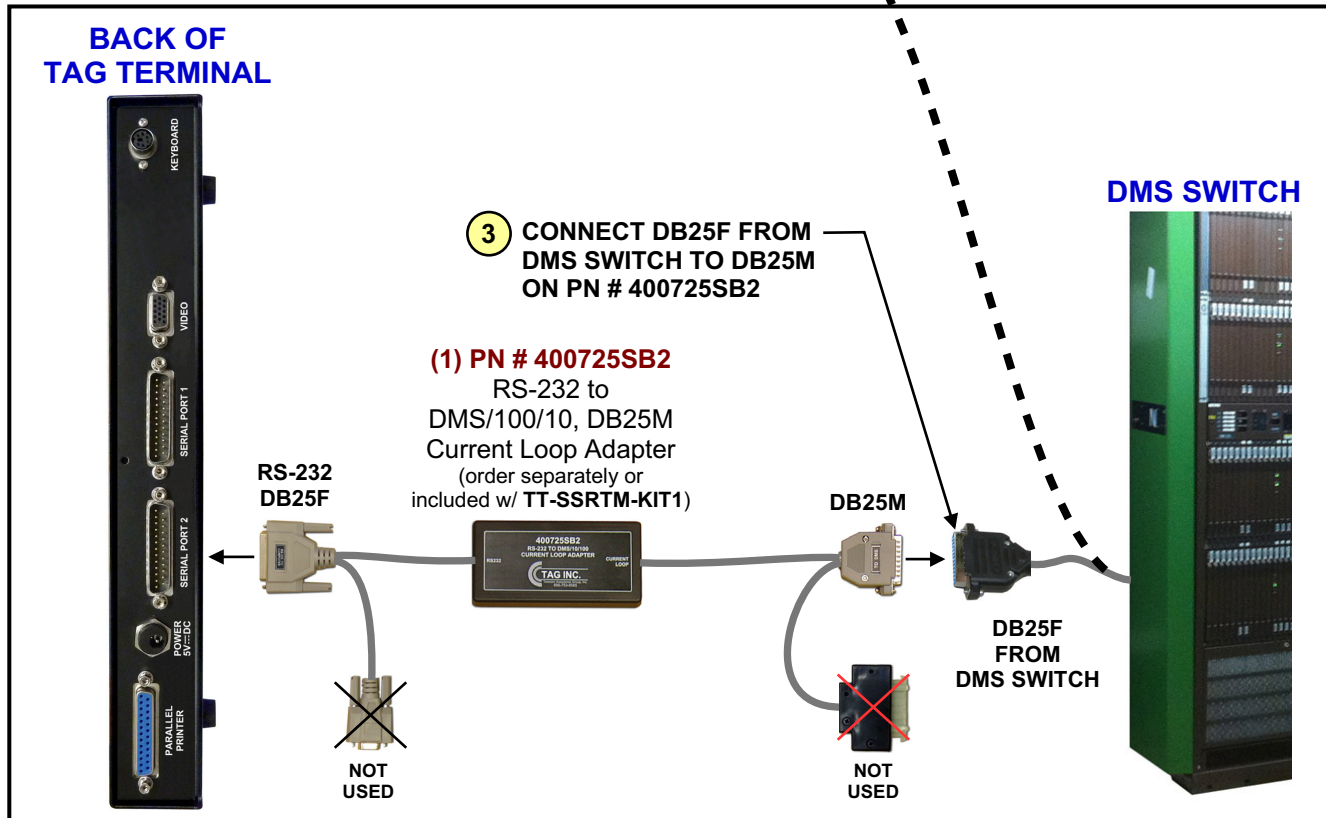 BACK OF
TAG TERMINAL
KEYBOARD
VIDEO
SERIAL PORT 1
SERIAL PORT 2
POWER
5V⎓DC
PARALLEL
PRINTER
DMS SWITCH
3 CONNECT DB25F FROM
DMS SWITCH TO DB25M
ON PN # 400725SB2
(1) PN # 400725SB2
RS-232 to
DMS/100/10, DB25M
Current Loop Adapter
(order separately or
included w/ TT-SSRTM-KIT1)
RS-232
DB25F
400725SB2
RS-232 TO DMS/10/100
CURRENT LOOP ADAPTER
RS232
CURRENT
LOOP
TAG INC.
DB25M
TO DMS
DB25F
FROM
DMS SWITCH
NOT
USED
NOT
USED